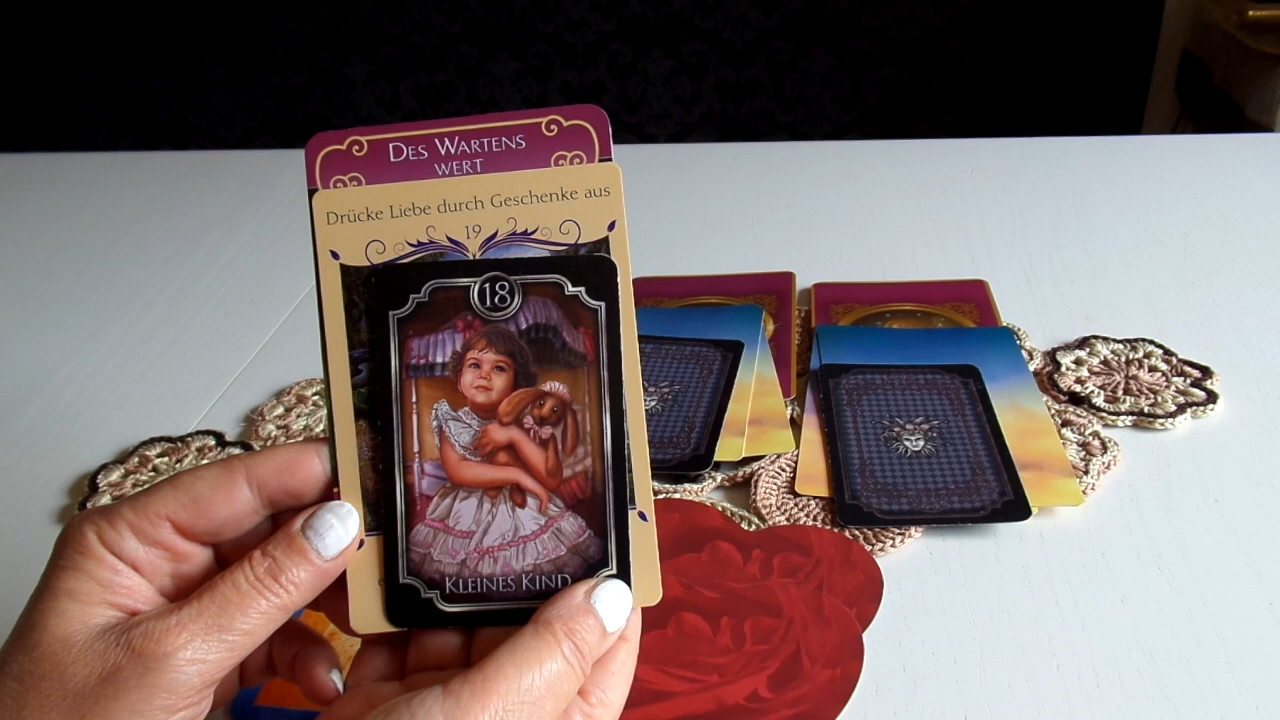 Des Wartens
wert
Drücke Liebe durch Geschenke aus
19
18
Kleines Kind